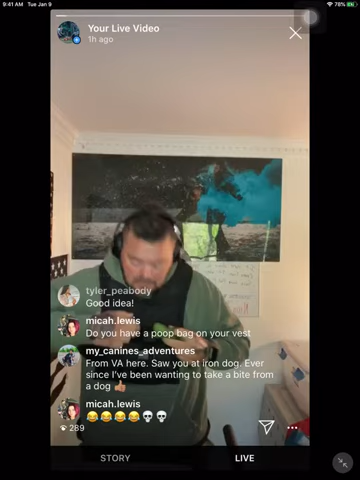 9:41 AM Tue Jan 9
78%
Your Live Video
1h ago
tyler_peabody
Good idea!
micah.lewis
Do you have a poop bag on your vest
my_canines_adventures
From VA here. Saw you at iron dog. Ever
since I've been wanting to take a bite from
a dog 👍🏼
micah.lewis
😂😂😂😂💀💀
289
STORY
LIVE